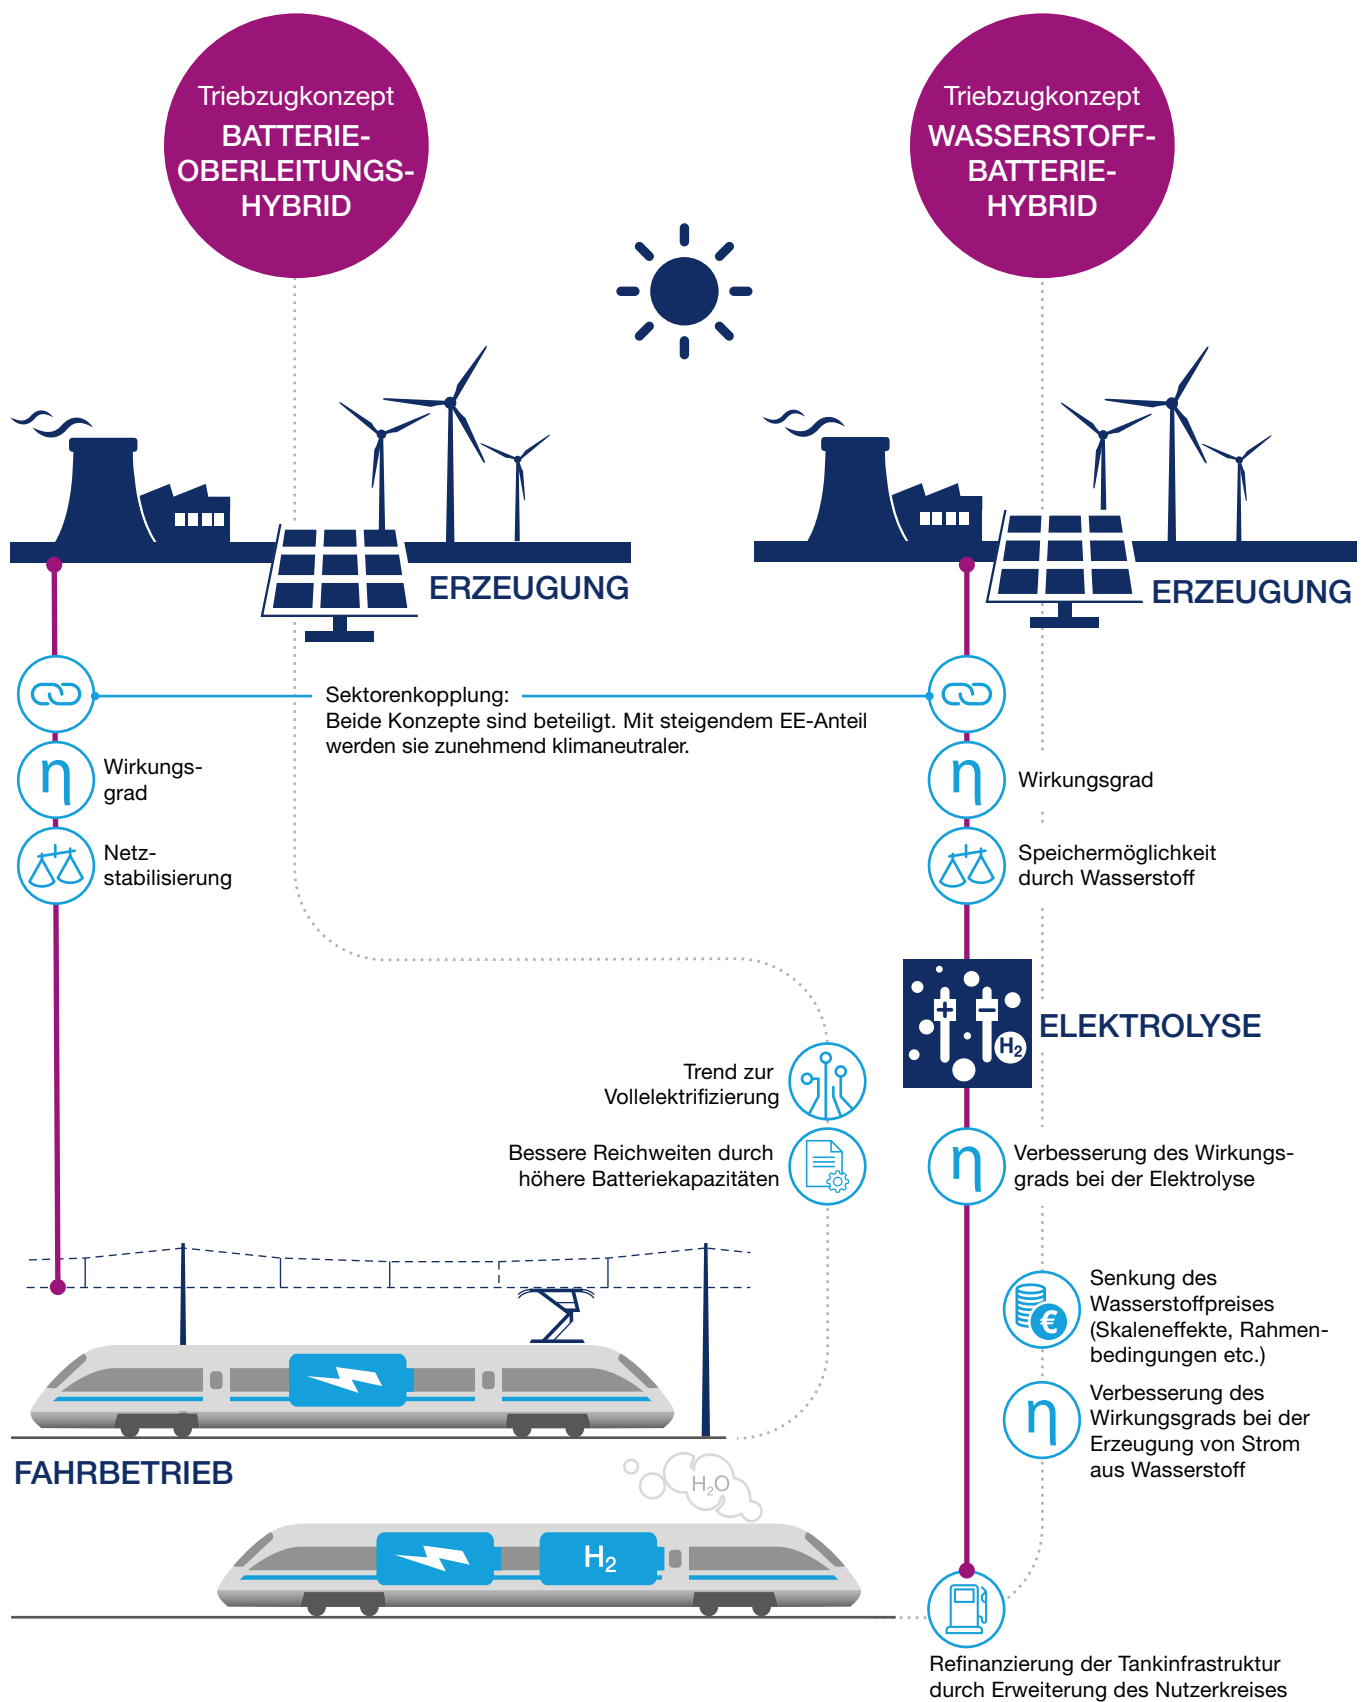 Triebzugkonzept
BATTERIE-
OBERLEITUNGS-
HYBRID
Triebzugkonzept
WASSERSTOFF-
BATTERIE-
HYBRID
ERZEUGUNG
ERZEUGUNG
Sektorenkopplung:
Beide Konzepte sind beteiligt. Mit steigendem EE-Anteil
werden sie zunehmend klimaneutraler.
η
Wirkungs-
grad
η
Wirkungsgrad
Netz-
stabilisierung
Speichermöglichkeit
durch Wasserstoff
+ −
H₂
ELEKTROLYSE
Trend zur
Vollelektrifizierung
Bessere Reichweiten durch
höhere Batteriekapazitäten
η
Verbesserung des Wirkungs-
grads bei der Elektrolyse
€
Senkung des
Wasserstoffpreises
(Skaleneffekte, Rahmen-
bedingungen etc.)
η
Verbesserung des
Wirkungsgrads bei der
Erzeugung von Strom
aus Wasserstoff
FAHRBETRIEB
H₂O
H₂
Refinanzierung der Tankinfrastruktur
durch Erweiterung des Nutzerkreises